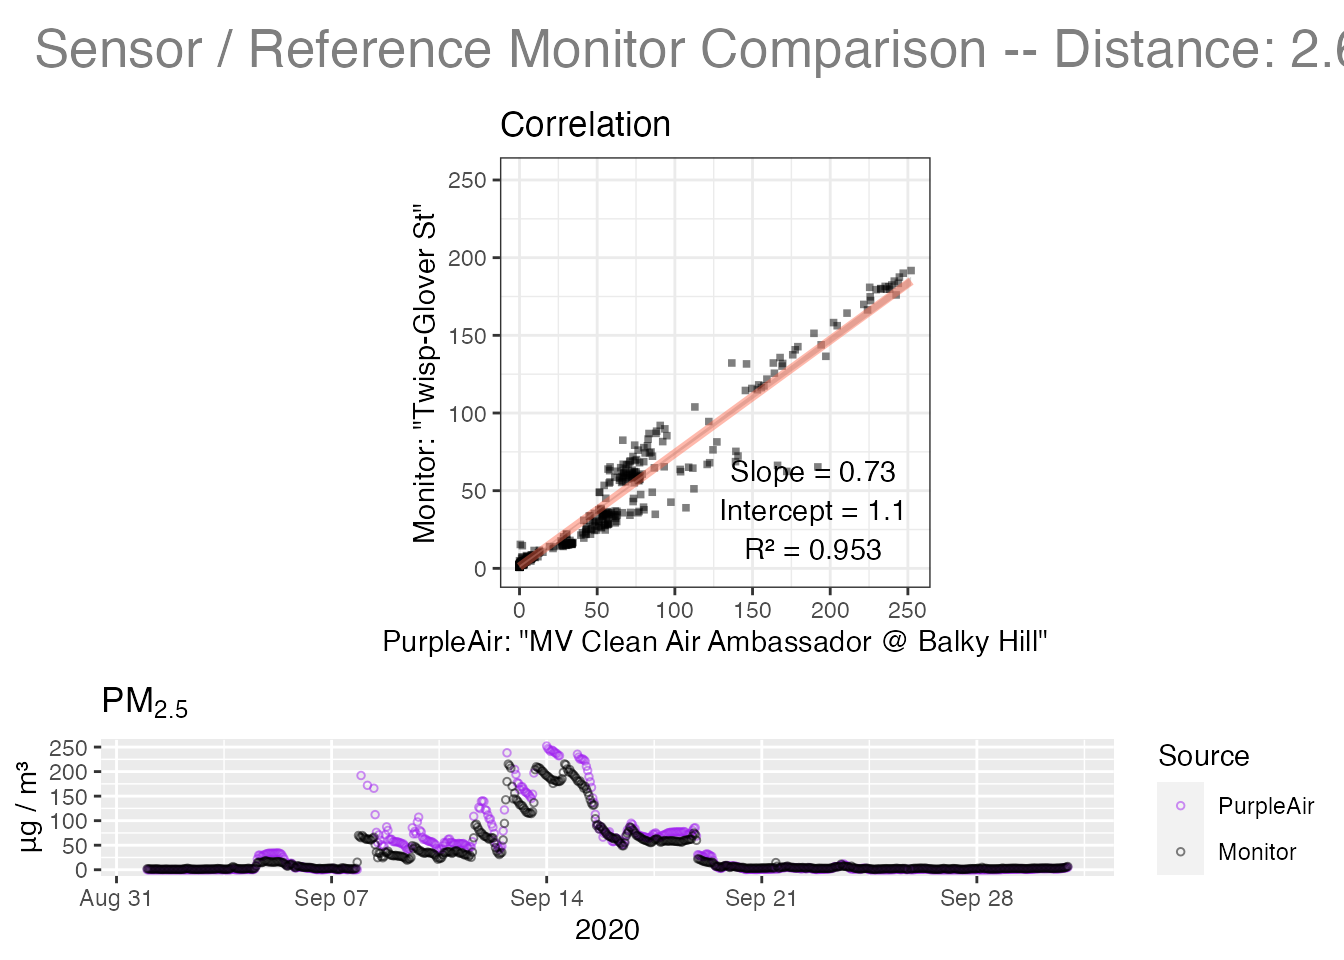 Sensor / Reference Monitor Comparison -- Distance: 2.6
Correlation
Monitor: "Twisp-Glover St"
250
200
150
100
50
0
Slope = 0.73
Intercept = 1.1
R² = 0.953
0 50 100 150 200 250
PurpleAir: "MV Clean Air Ambassador @ Balky Hill"
PM2.5
µg / m³
250
200
150
100
50
0
Aug 31 Sep 07 Sep 14 Sep 21 Sep 28
2020
Source
PurpleAir
Monitor